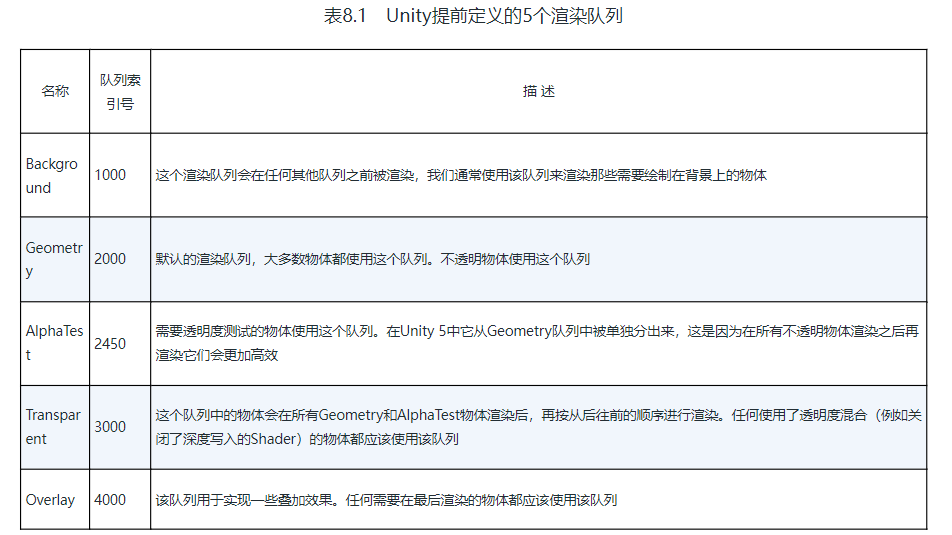 表8.1 Unity提前定义的5个渲染队列
名称
队列索
引号
描 述
Backgro
und
1000
这个渲染队列会在任何其他队列之前被渲染，我们通常使用该队列来渲染那些需要绘制在背景上的物体
Geometr
y
2000
默认的渲染队列，大多数物体都使用这个队列。不透明物体使用这个队列
AlphaTes
t
2450
需要透明度测试的物体使用这个队列。在Unity 5中它从Geometry队列中被单独分出来，这是因为在所有不透明物体渲染之后再
渲染它们会更加高效
Transpar
ent
3000
这个队列中的物体会在所有Geometry和AlphaTest物体渲染后，再按从后往前的顺序进行渲染。任何使用了透明度混合（例如关
闭了深度写入的Shader）的物体都应该使用该队列
Overlay
4000
该队列用于实现一些叠加效果。任何需要在最后渲染的物体都应该使用该队列